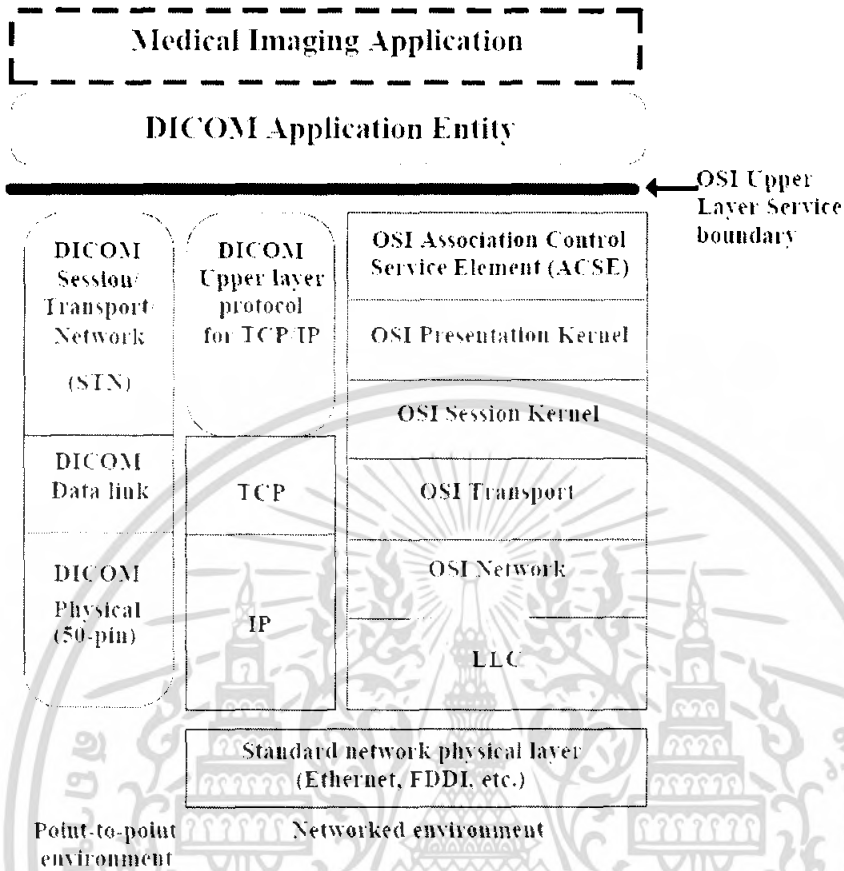 Medical Imaging Application
DICOM Application Entity
OSI Upper
Layer Service
boundary
DICOM
Session/
Transport/
Network
(STN)
DICOM
Data link
DICOM
Physical
(50-pin)
DICOM
Upper layer
protocol
for TCP/IP
TCP
IP
OSI Association Control
Service Element (ACSE)
OSI Presentation Kernel
OSI Session Kernel
OSI Transport
OSI Network
LLC
Standard network physical layer
(Ethernet, FDDI, etc.)
Point-to-point
environment
Networked environment